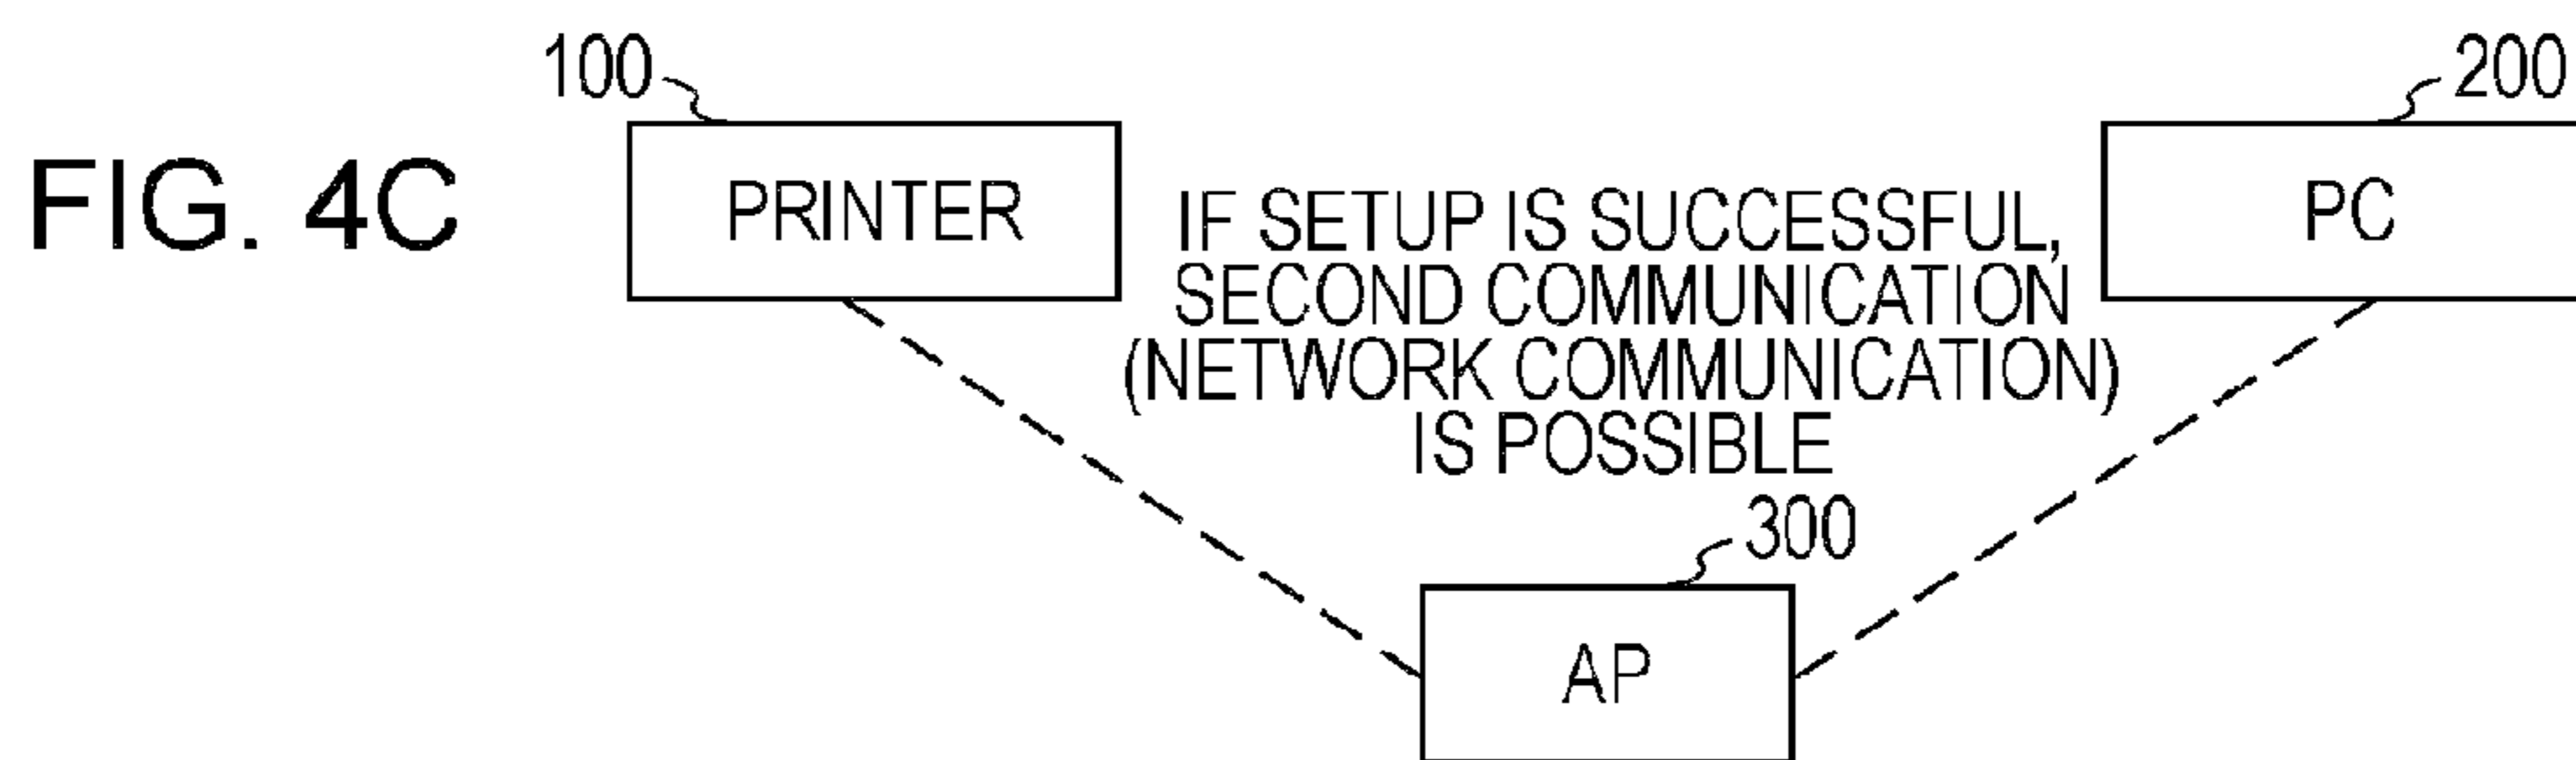 100
200
FIG. 4C
PRINTER
PC
IF SETUP IS SUCCESSFUL,
SECOND COMMUNICATION
(NETWORK COMMUNICATION)
IS POSSIBLE
300
AP